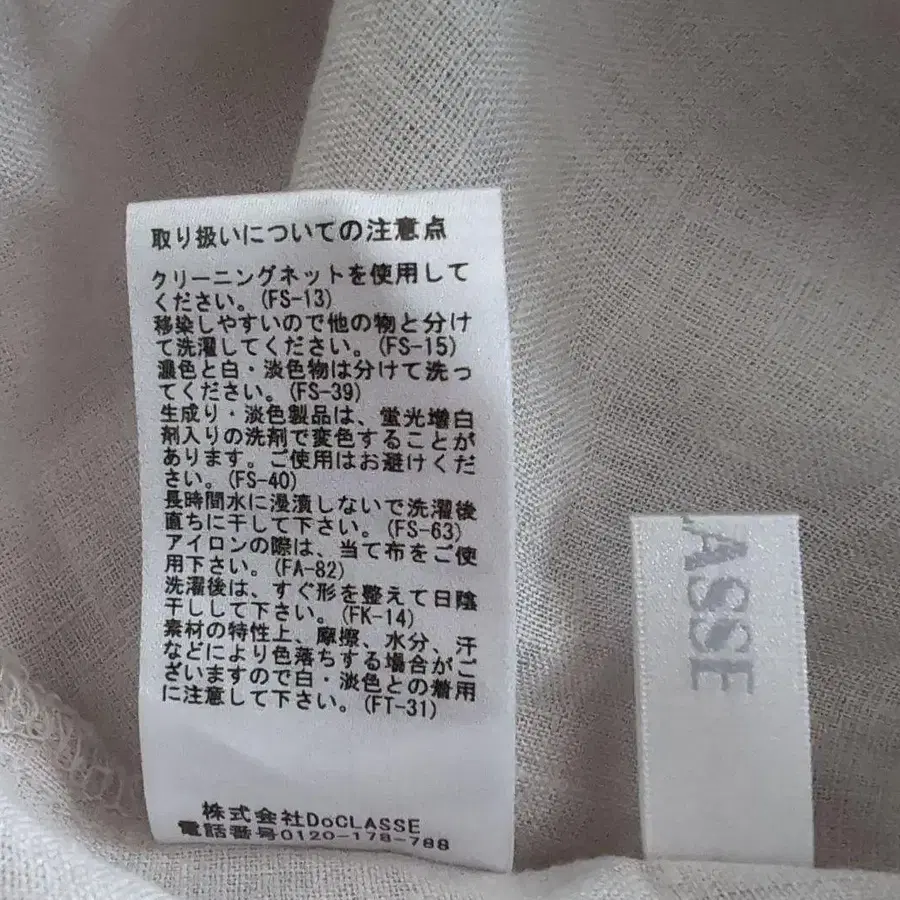 取り扱いについての注意点
クリーニングネットを使用して
ください。(FS-13)
移染しやすいので他の物と分け
て洗濯してください。(FS-15)
濃色と白・淡色物は分けて洗っ
てください。(FS-39)
生成り・淡色製品は、蛍光増白
剤入りの洗剤で変色することが
あります。ご使用はお避けくだ
さい。(FS-40)
長時間水に浸漬しないで洗濯後
直ちに干して下さい。(FS-63)
アイロンの際は、当て布をご使
用下さい。(FA-82)
洗濯後は、すぐ形を整えて日陰
干しして下さい。(FK-14)
素材の特性上、摩擦、水分、汗
などにより色落ちする場合がご
ざいますので白・淡色との着用
に注意して下さい。(FT-31)
株式会社DoCLASSE
電話番号0120-178-788
ASSE